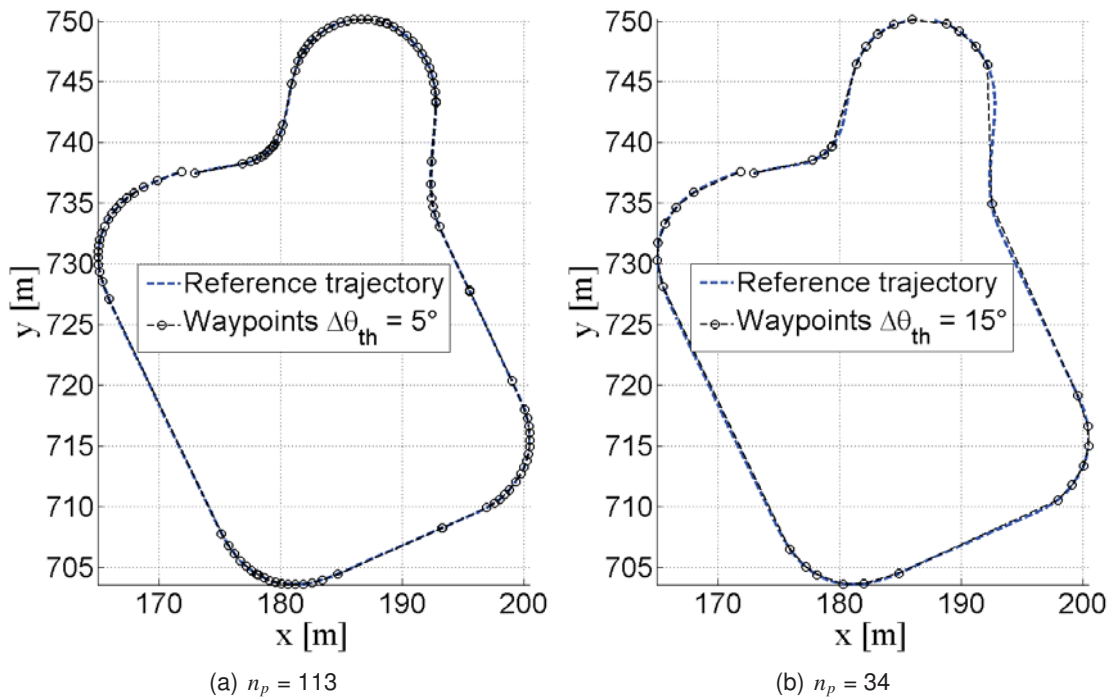 750
745
740
735
730
725
720
715
710
705
y [m]
Reference trajectory
Waypoints Δθth = 5°
170 180 190 200
x [m]
(a) np = 113
750
745
740
735
730
725
720
715
710
705
y [m]
Reference trajectory
Waypoints Δθth = 15°
170 180 190 200
x [m]
(b) np = 34